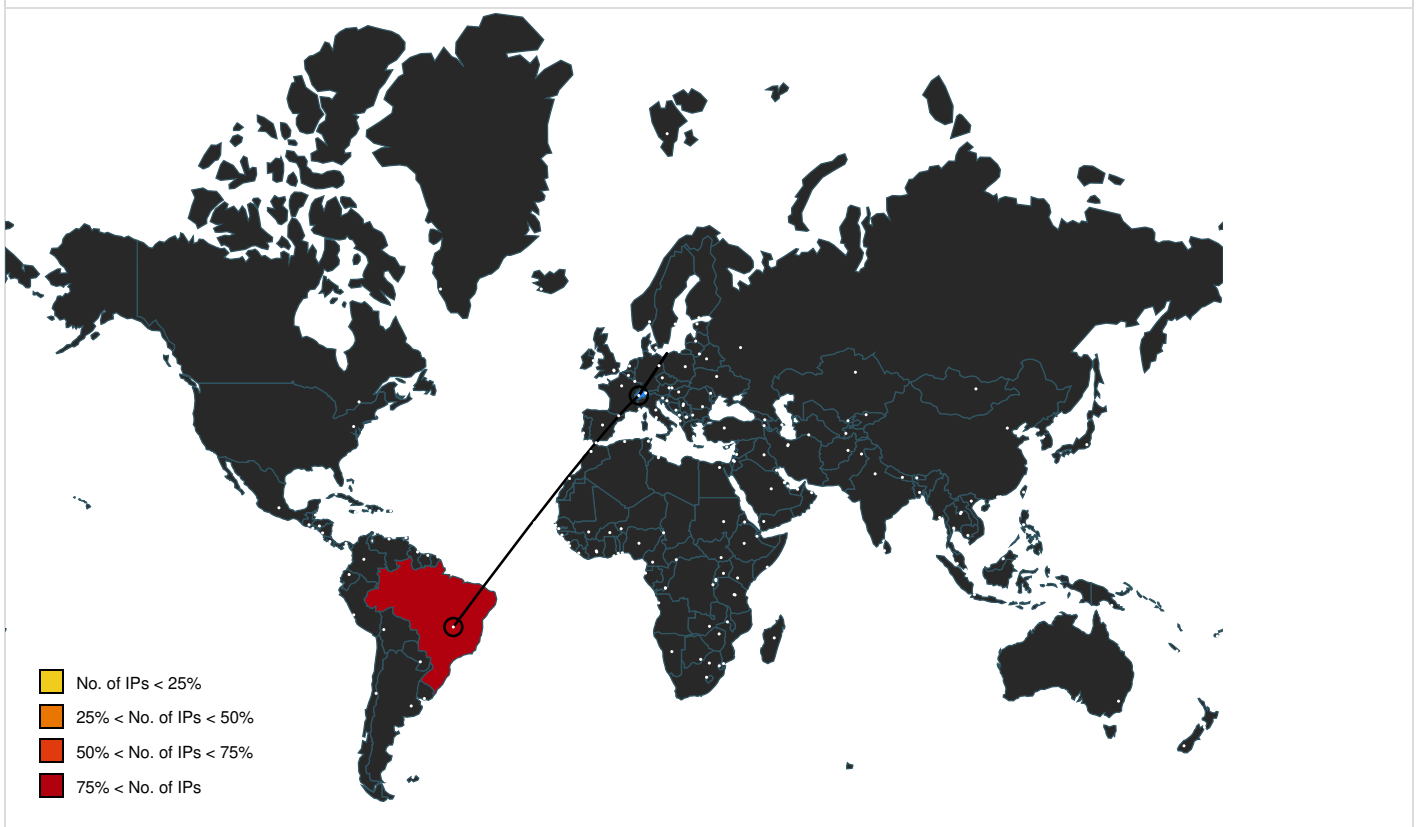 No. of IPs < 25%
25% < No. of IPs < 50%
50% < No. of IPs < 75%
75% < No. of IPs